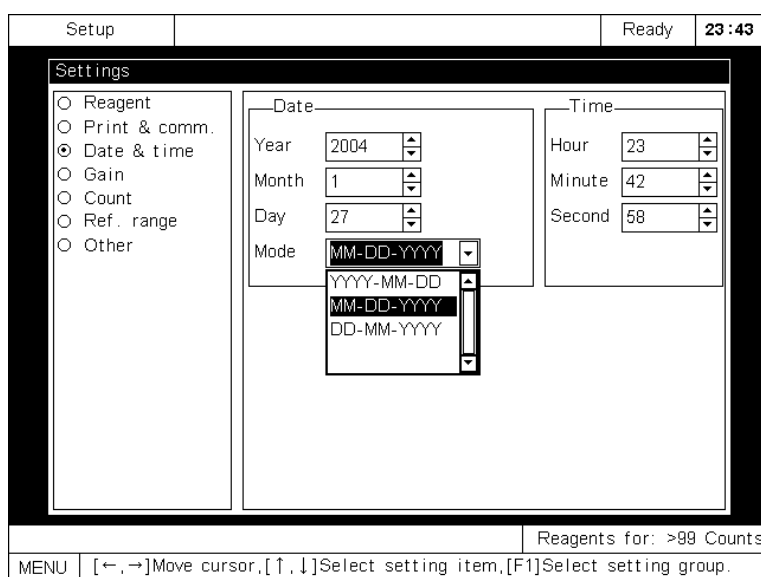 Setup Ready 23:43
Settings
Reagent
Print & comm.
Date & time
Gain
Count
Ref. range
Other
Date
Year 2004
Month 1
Day 27
Mode MM-DD-YYYY
YYYY-MM-DD
MM-DD-YYYY
DD-MM-YYYY
Time
Hour 23
Minute 42
Second 58
Reagents for: >99 Counts
MENU [←,→]Move cursor,[↑,↓]Select setting item,[F1]Select setting group.